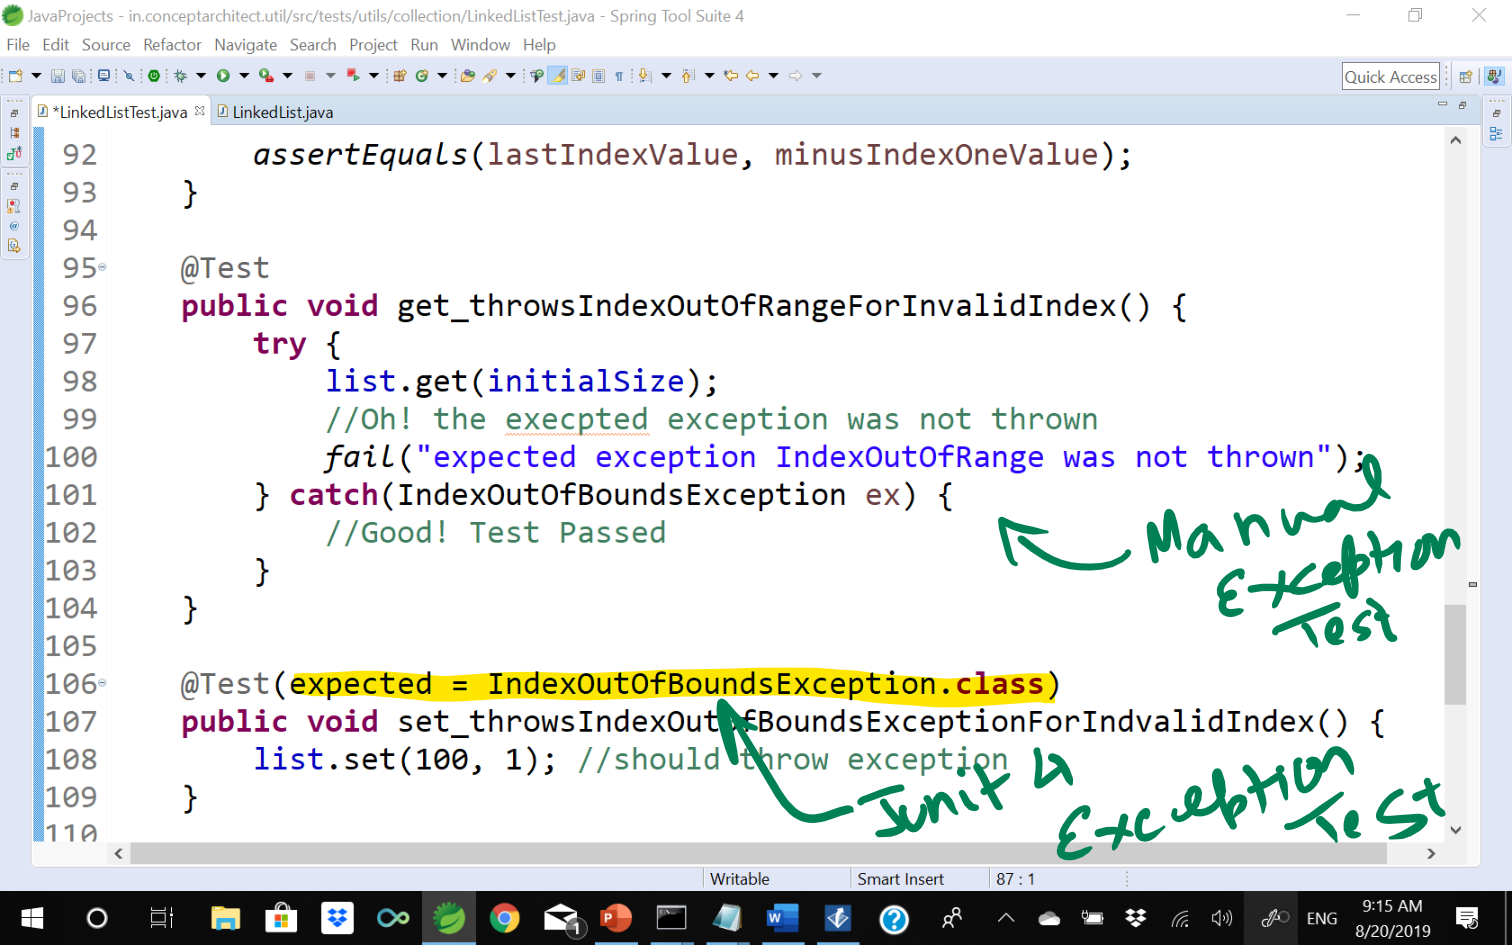 JavaProjects - in.conceptarchitect.util/src/tests/utils/collection/LinkedListTest.java - Spring Tool Suite 4
File Edit Source Refactor Navigate Search Project Run Window Help
Quick Access
*LinkedListTest.java LinkedList.java
92 assertEquals(lastIndexValue, minusIndexOneValue);
93 }
94
95 @Test
96 public void get_throwsIndexOutOfRangeForInvalidIndex() {
97 try {
98 list.get(initialSize);
99 //Oh! the execpted exception was not thrown
100 fail("expected exception IndexOutOfRange was not thrown");
101 } catch(IndexOutOfBoundsException ex) {
102 //Good! Test Passed
103 }
104 }
105
Manual
Exception
Test
106 @Test(expected = IndexOutOfBoundsException.class)
107 public void set_throwsIndexOutOfBoundsExceptionForIndvalidIndex() {
108 list.set(100, 1); //should throw exception
109 }
110
Junit 4
Exception Test
Writable Smart Insert 87 : 1
1
ENG
9:15 AM
8/20/2019